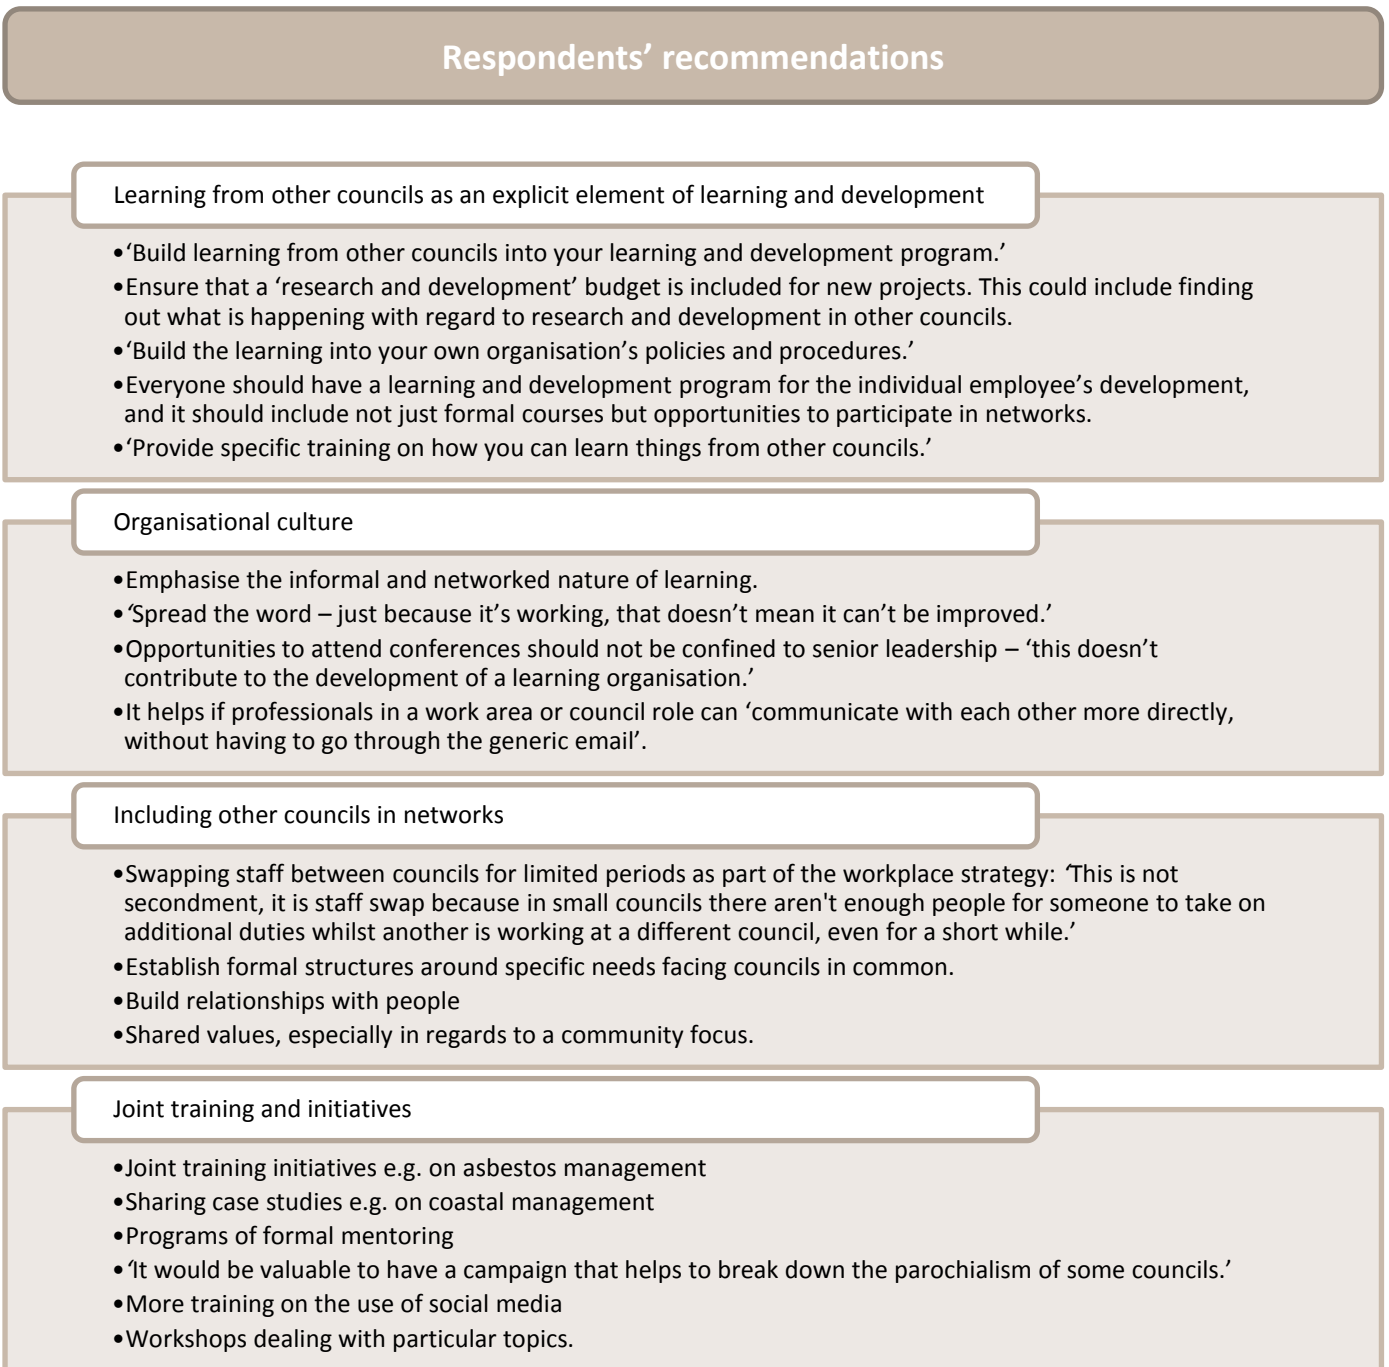 Respondents’ recommendations
Learning from other councils as an explicit element of learning and development
•‘Build learning from other councils into your learning and development program.’
•Ensure that a ‘research and development’ budget is included for new projects. This could include finding
out what is happening with regard to research and development in other councils.
•‘Build the learning into your own organisation’s policies and procedures.’
•Everyone should have a learning and development program for the individual employee’s development,
and it should include not just formal courses but opportunities to participate in networks.
•‘Provide specific training on how you can learn things from other councils.’
Organisational culture
•Emphasise the informal and networked nature of learning.
•‘Spread the word – just because it’s working, that doesn’t mean it can’t be improved.’
•Opportunities to attend conferences should not be confined to senior leadership – ‘this doesn’t
contribute to the development of a learning organisation.’
•It helps if professionals in a work area or council role can ‘communicate with each other more directly,
without having to go through the generic email’.
Including other councils in networks
•Swapping staff between councils for limited periods as part of the workplace strategy: ‘This is not
secondment, it is staff swap because in small councils there aren't enough people for someone to take on
additional duties whilst another is working at a different council, even for a short while.’
•Establish formal structures around specific needs facing councils in common.
•Build relationships with people
•Shared values, especially in regards to a community focus.
Joint training and initiatives
•Joint training initiatives e.g. on asbestos management
•Sharing case studies e.g. on coastal management
•Programs of formal mentoring
•‘It would be valuable to have a campaign that helps to break down the parochialism of some councils.’
•More training on the use of social media
•Workshops dealing with particular topics.